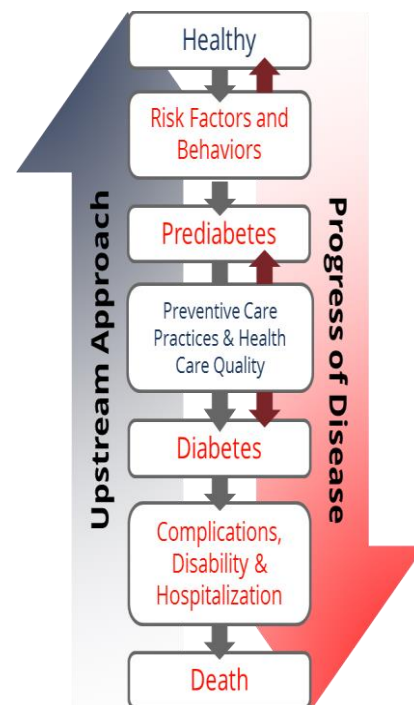 Healthy
Risk Factors and
Behaviors
Prediabetes
Preventive Care
Practices & Health
Care Quality
Diabetes
Complications,
Disability &
Hospitalization
Death
Upstream Approach
Progress of Disease